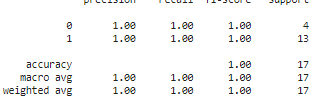 precision recall f1-score support
0 1.00 1.00 1.00 4
1 1.00 1.00 1.00 13
accuracy 1.00 17
macro avg 1.00 1.00 1.00 17
weighted avg 1.00 1.00 1.00 17